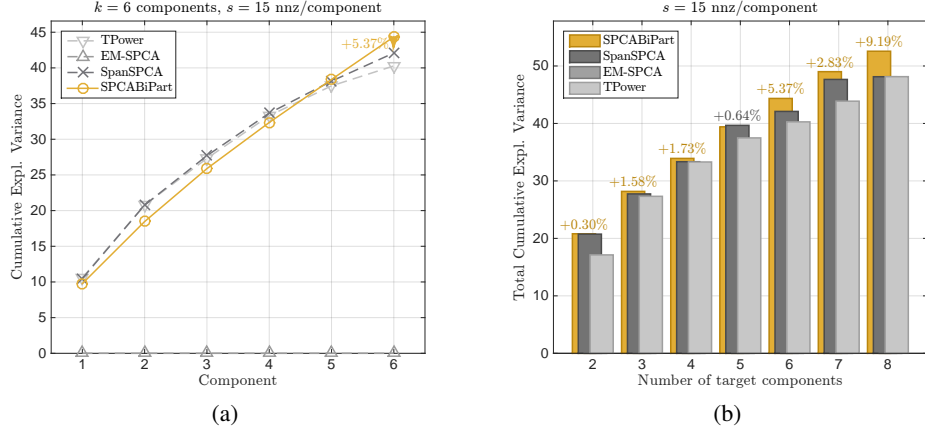 k = 6 components, s = 15 nnz/component
TPower
EM-SPCA
SpanSPCA
SPCABiPart
+5.37%
45
40
35
30
25
20
15
10
5
0
1 2 3 4 5 6
Cumulative Expl. Variance
Component
(a)
s = 15 nnz/component
SPCABiPart
SpanSPCA
EM-SPCA
TPower
+0.30%
+1.58%
+1.73%
+0.64%
+5.37%
+2.83%
+9.19%
50
40
30
20
10
0
2 3 4 5 6 7 8
Total Cumulative Expl. Variance
Number of target components
(b)